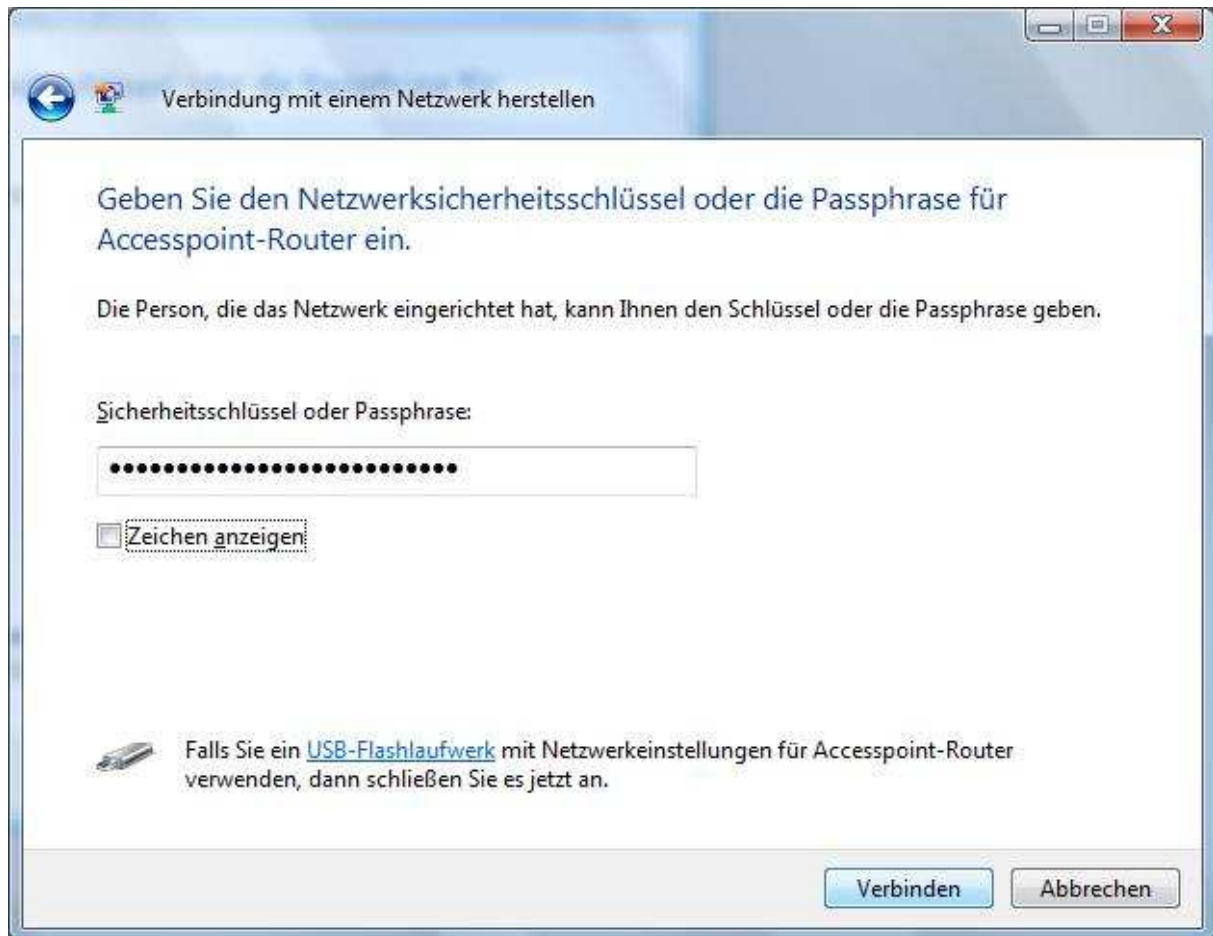 Verbindung mit einem Netzwerk herstellen
Geben Sie den Netzwerksicherheitsschlüssel oder die Passphrase für
Accesspoint-Router ein.
Die Person, die das Netzwerk eingerichtet hat, kann Ihnen den Schlüssel oder die Passphrase geben.
Sicherheitsschlüssel oder Passphrase:
••••••••••••••••••••••••••
Zeichen anzeigen
Falls Sie ein USB-Flashlaufwerk mit Netzwerkeinstellungen für Accesspoint-Router
verwenden, dann schließen Sie es jetzt an.
Verbinden
Abbrechen